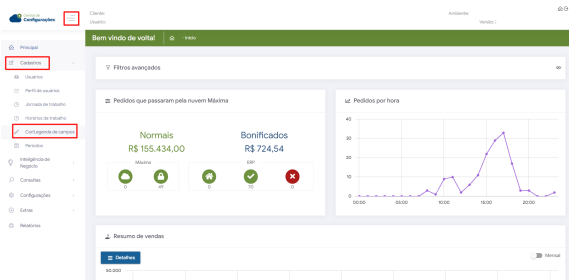 Central de
Configurações
Cliente:
Usuário:
Ambiente:
Versão :
Bem vindo de volta!
Início
Principal
Cadastros
Usuários
Perfil de usuários
Jornada de trabalho
Horários de trabalho
Cor/Legenda de campos
Períodos
Inteligência de
Negócio
Consultas
Configurações
Extras
Relatórios
Filtros avançados
Pedidos que passaram pela nuvem Máxima
Normais
R$ 155.434,00
Bonificados
R$ 724,54
Máxima
ERP
0
49
0
70
0
Pedidos por hora
40
30
20
10
0
00:00
05:00
10:00
15:00
20:00
Resumo de vendas
Detalhes
Mensal
50.000